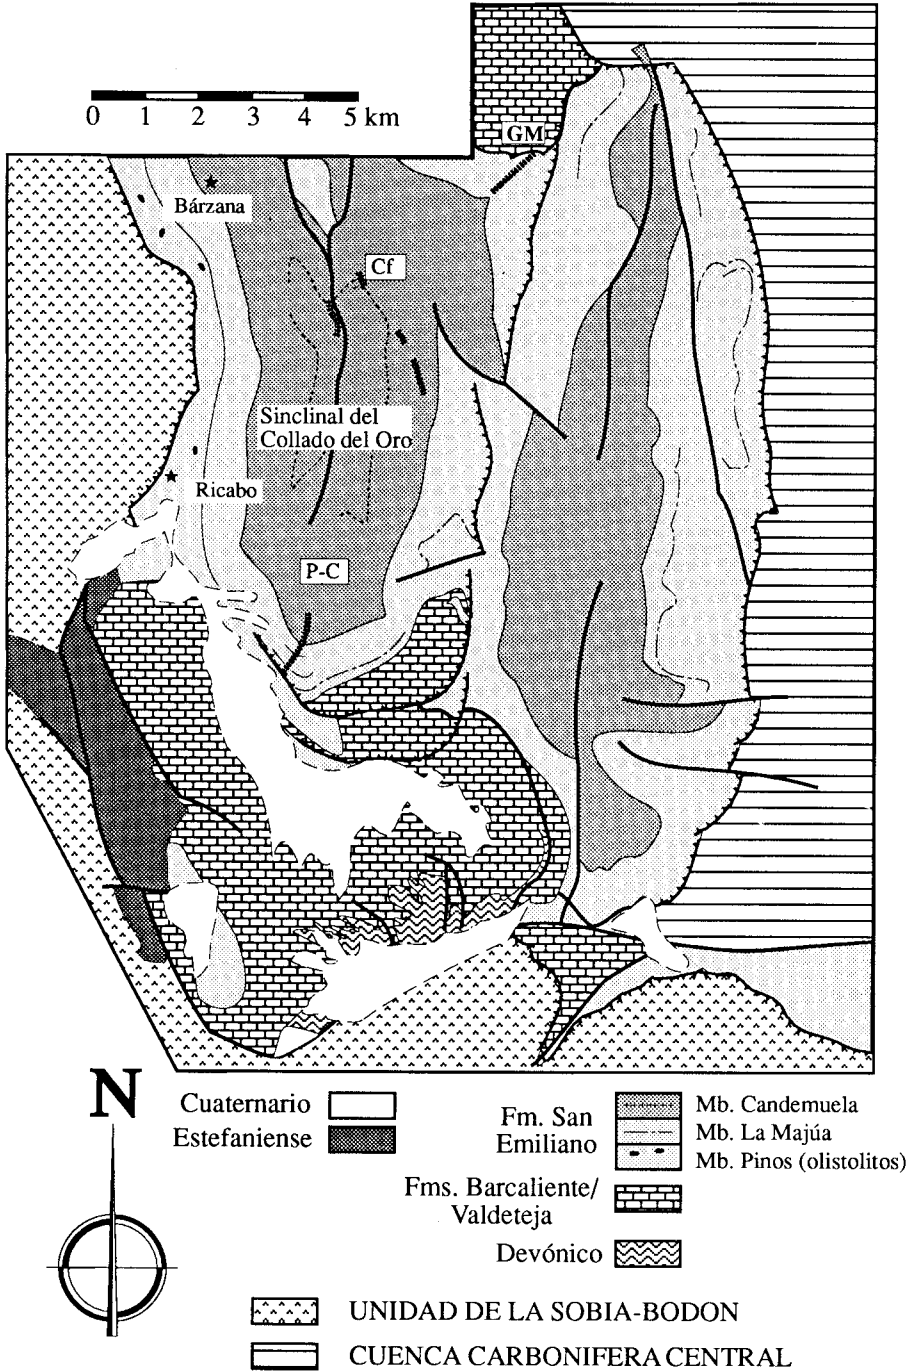 GM
0 1 2 3 4 5 km
Bárzana
Cf
Sinclinal del
Collado del Oro
Ricabo
P-C
N
Cuaternario
Estefaniense
Fm. San
Emiliano
Mb. Candemuela
Mb. La Majúa
Mb. Pinos (olistolitos)
Fms. Barcaliente/
Valdeteja
Devónico
UNIDAD DE LA SOBIA-BODON
CUENCA CARBONIFERA CENTRAL